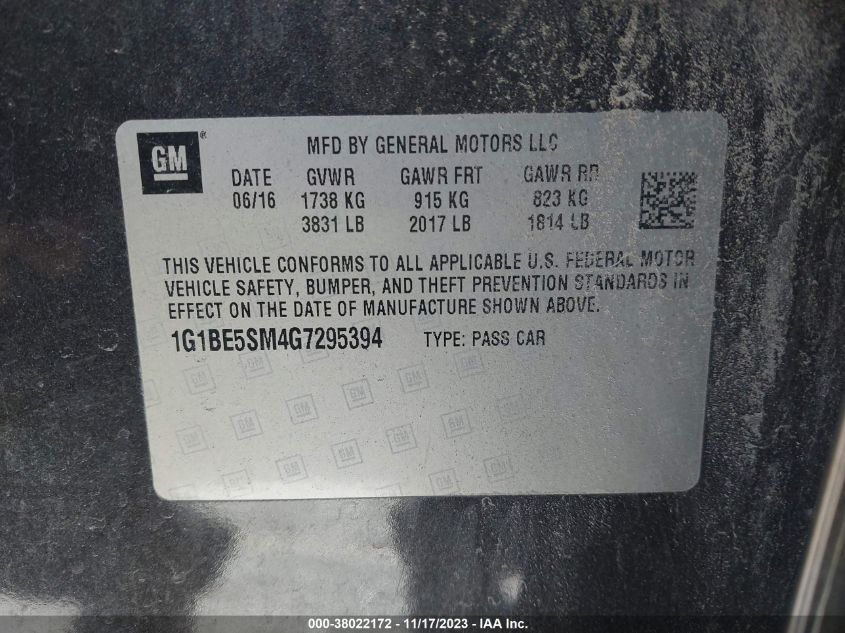 GM®
MFD BY GENERAL MOTORS LLC
DATE GVWR GAWR FRT GAWR RR
06/16 1738 KG 915 KG 823 KG
3831 LB 2017 LB 1814 LB
THIS VEHICLE CONFORMS TO ALL APPLICABLE U.S. FEDERAL MOTOR
VEHICLE SAFETY, BUMPER, AND THEFT PREVENTION STANDARDS IN
EFFECT ON THE DATE OF MANUFACTURE SHOWN ABOVE.
1G1BE5SM4G7295394 TYPE: PASS CAR
000-38022172 - 11/17/2023 - IAA Inc.